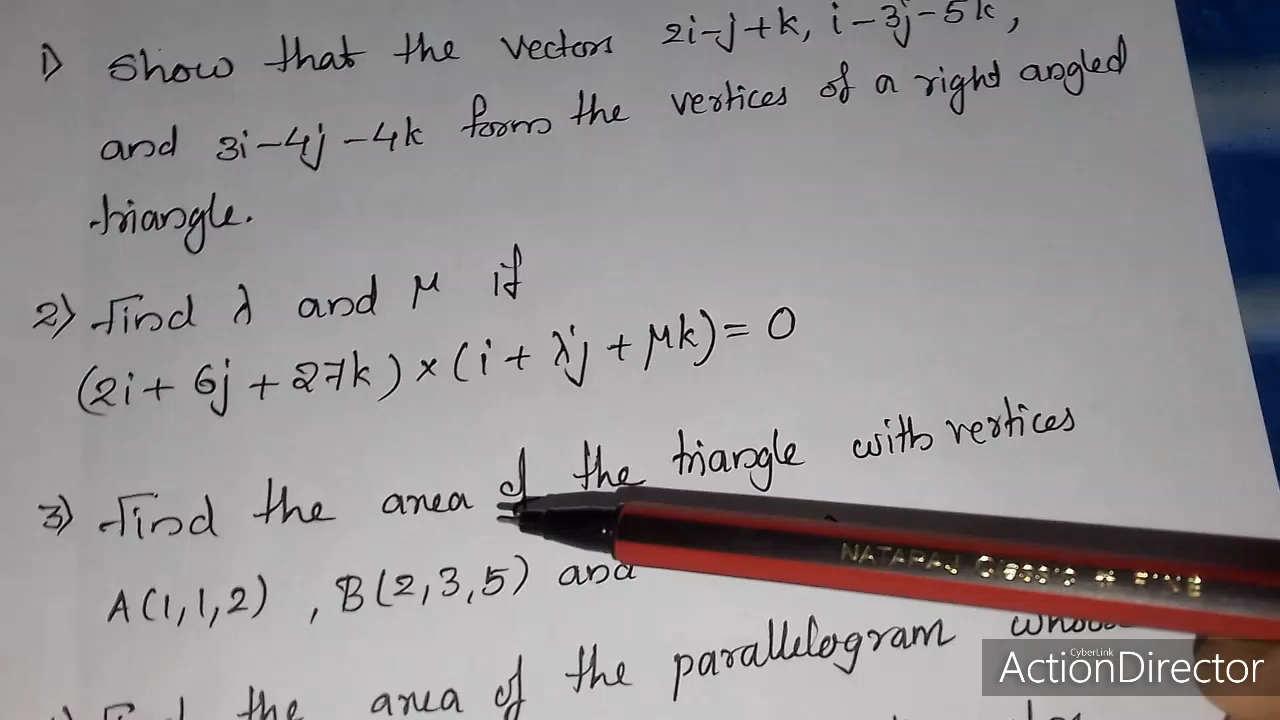 1) Show that the vectors 2i-j+k, i-3j-5k,
and 3i-4j-4k form the vertices of a right angled
triangle.
2) Find λ and μ if
(2i+6j+27k)×(i+λj+μk)=0
3) Find the area of the triangle with vertices
A(1,1,2), B(2,3,5) and
NATARAJ
FINE
the area of the parallelogram
CyberLink
ActionDirector